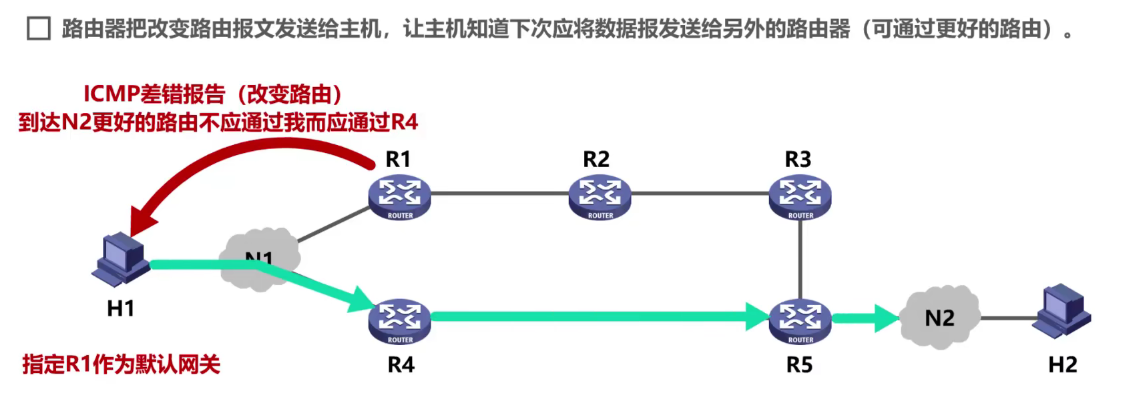 路由器把改变路由报文发送给主机，让主机知道下次应将数据报发送给另外的路由器（可通过更好的路由）。
ICMP差错报告（改变路由）
到达N2更好的路由不应通过我而应通过R4
R1
R2
R3
ROUTER
ROUTER
ROUTER
N1
H1
ROUTER
ROUTER
N2
R4
R5
H2
指定R1作为默认网关